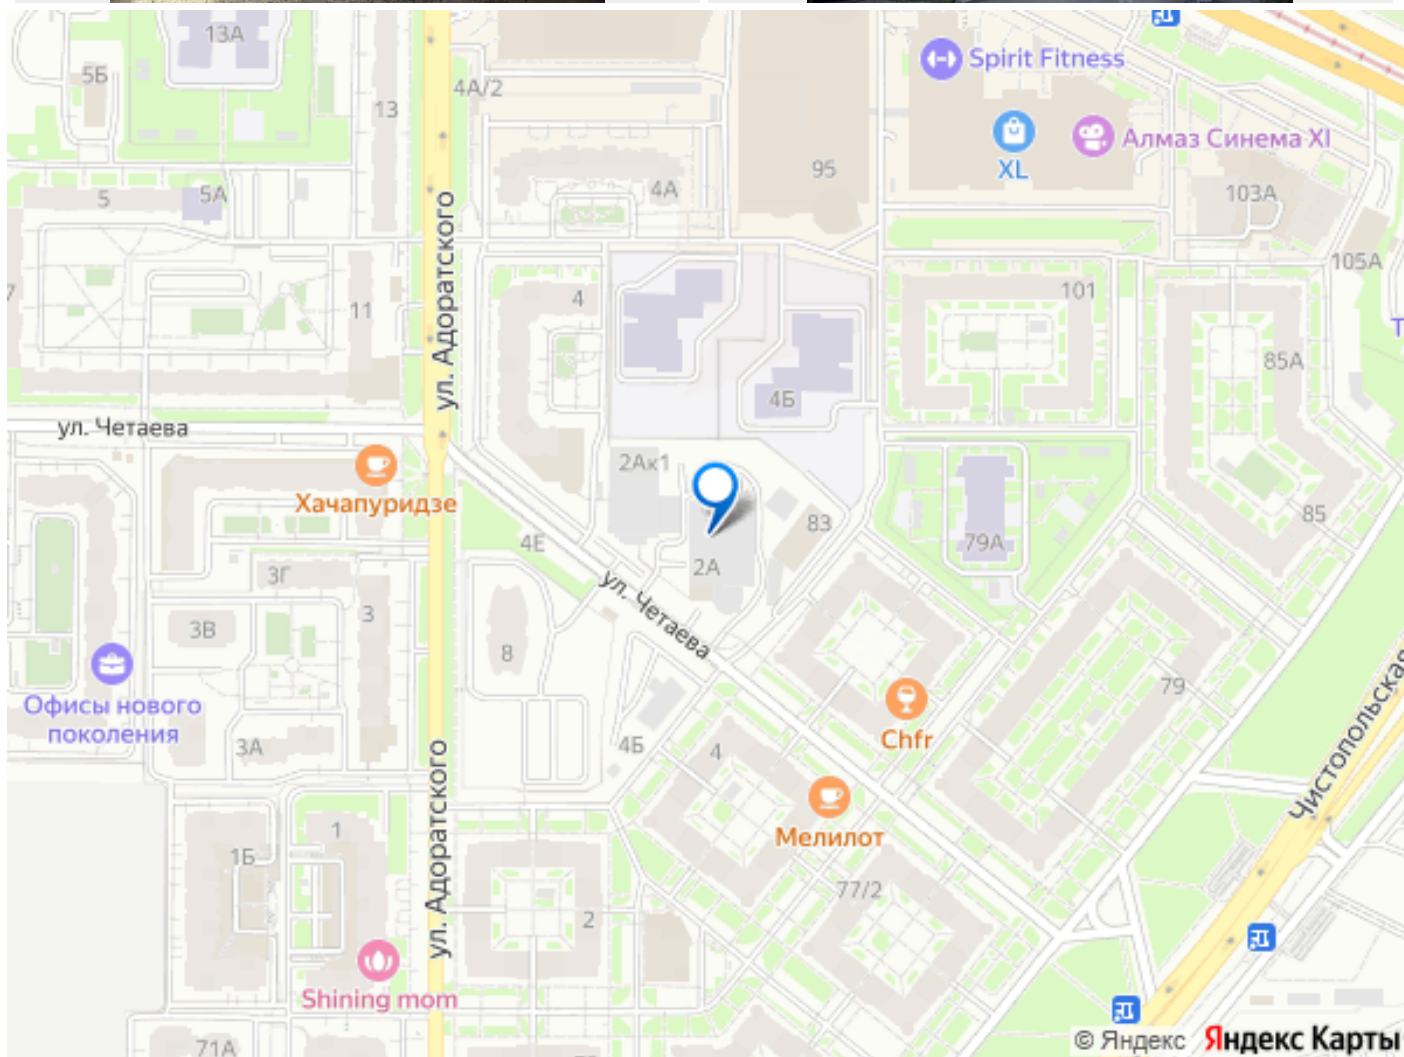 13А
Spirit Fitness
5Б
4А/2
13
XL
Алмаз Синема XL
95
4А
5
5А
103А
105А
ул. Адоратского
4
101
7
11
85А
4Б
ул. Четаева
2Ак1
Хачапуридзе
83
85
4Е
79А
2А
3Г
ул. Четаева
3
3В
8
79
Офисы нового
поколения
Chfr
3А
4Б
4
Чистопольская
ул. Адоратского
Мелилот
1
1Б
77/2
2
Shining mom
71А
© Яндекс
Яндекс Карты